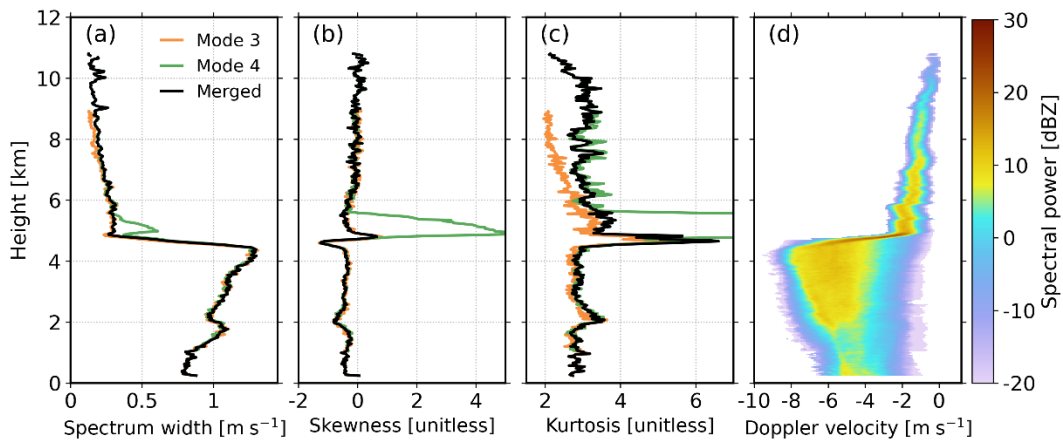 (a)
Mode 3
Mode 4
Merged
(b)
(c)
(d)
12
10
8
6
4
2
0
Height [km]
0 0.5 1
Spectrum width [m s⁻¹]
-2 0 2 4
Skewness [unitless]
2 4 6
Kurtosis [unitless]
-10 -8 -6 -4 -2 0
Doppler velocity [m s⁻¹]
30
20
10
0
-10
-20
Spectral power [dBZ]